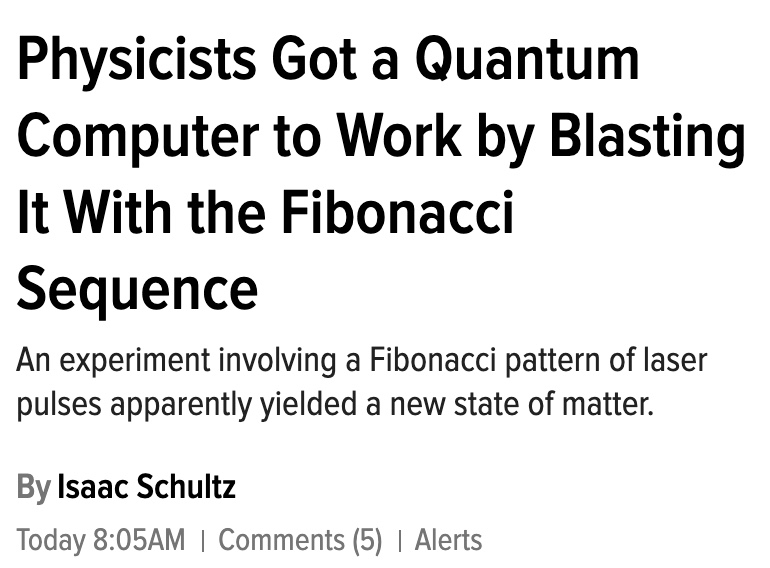 Physicists Got a Quantum
Computer to Work by Blasting
It With the Fibonacci
Sequence
An experiment involving a Fibonacci pattern of laser
pulses apparently yielded a new state of matter.
By Isaac Schultz
Today 8:05AM | Comments (5) | Alerts